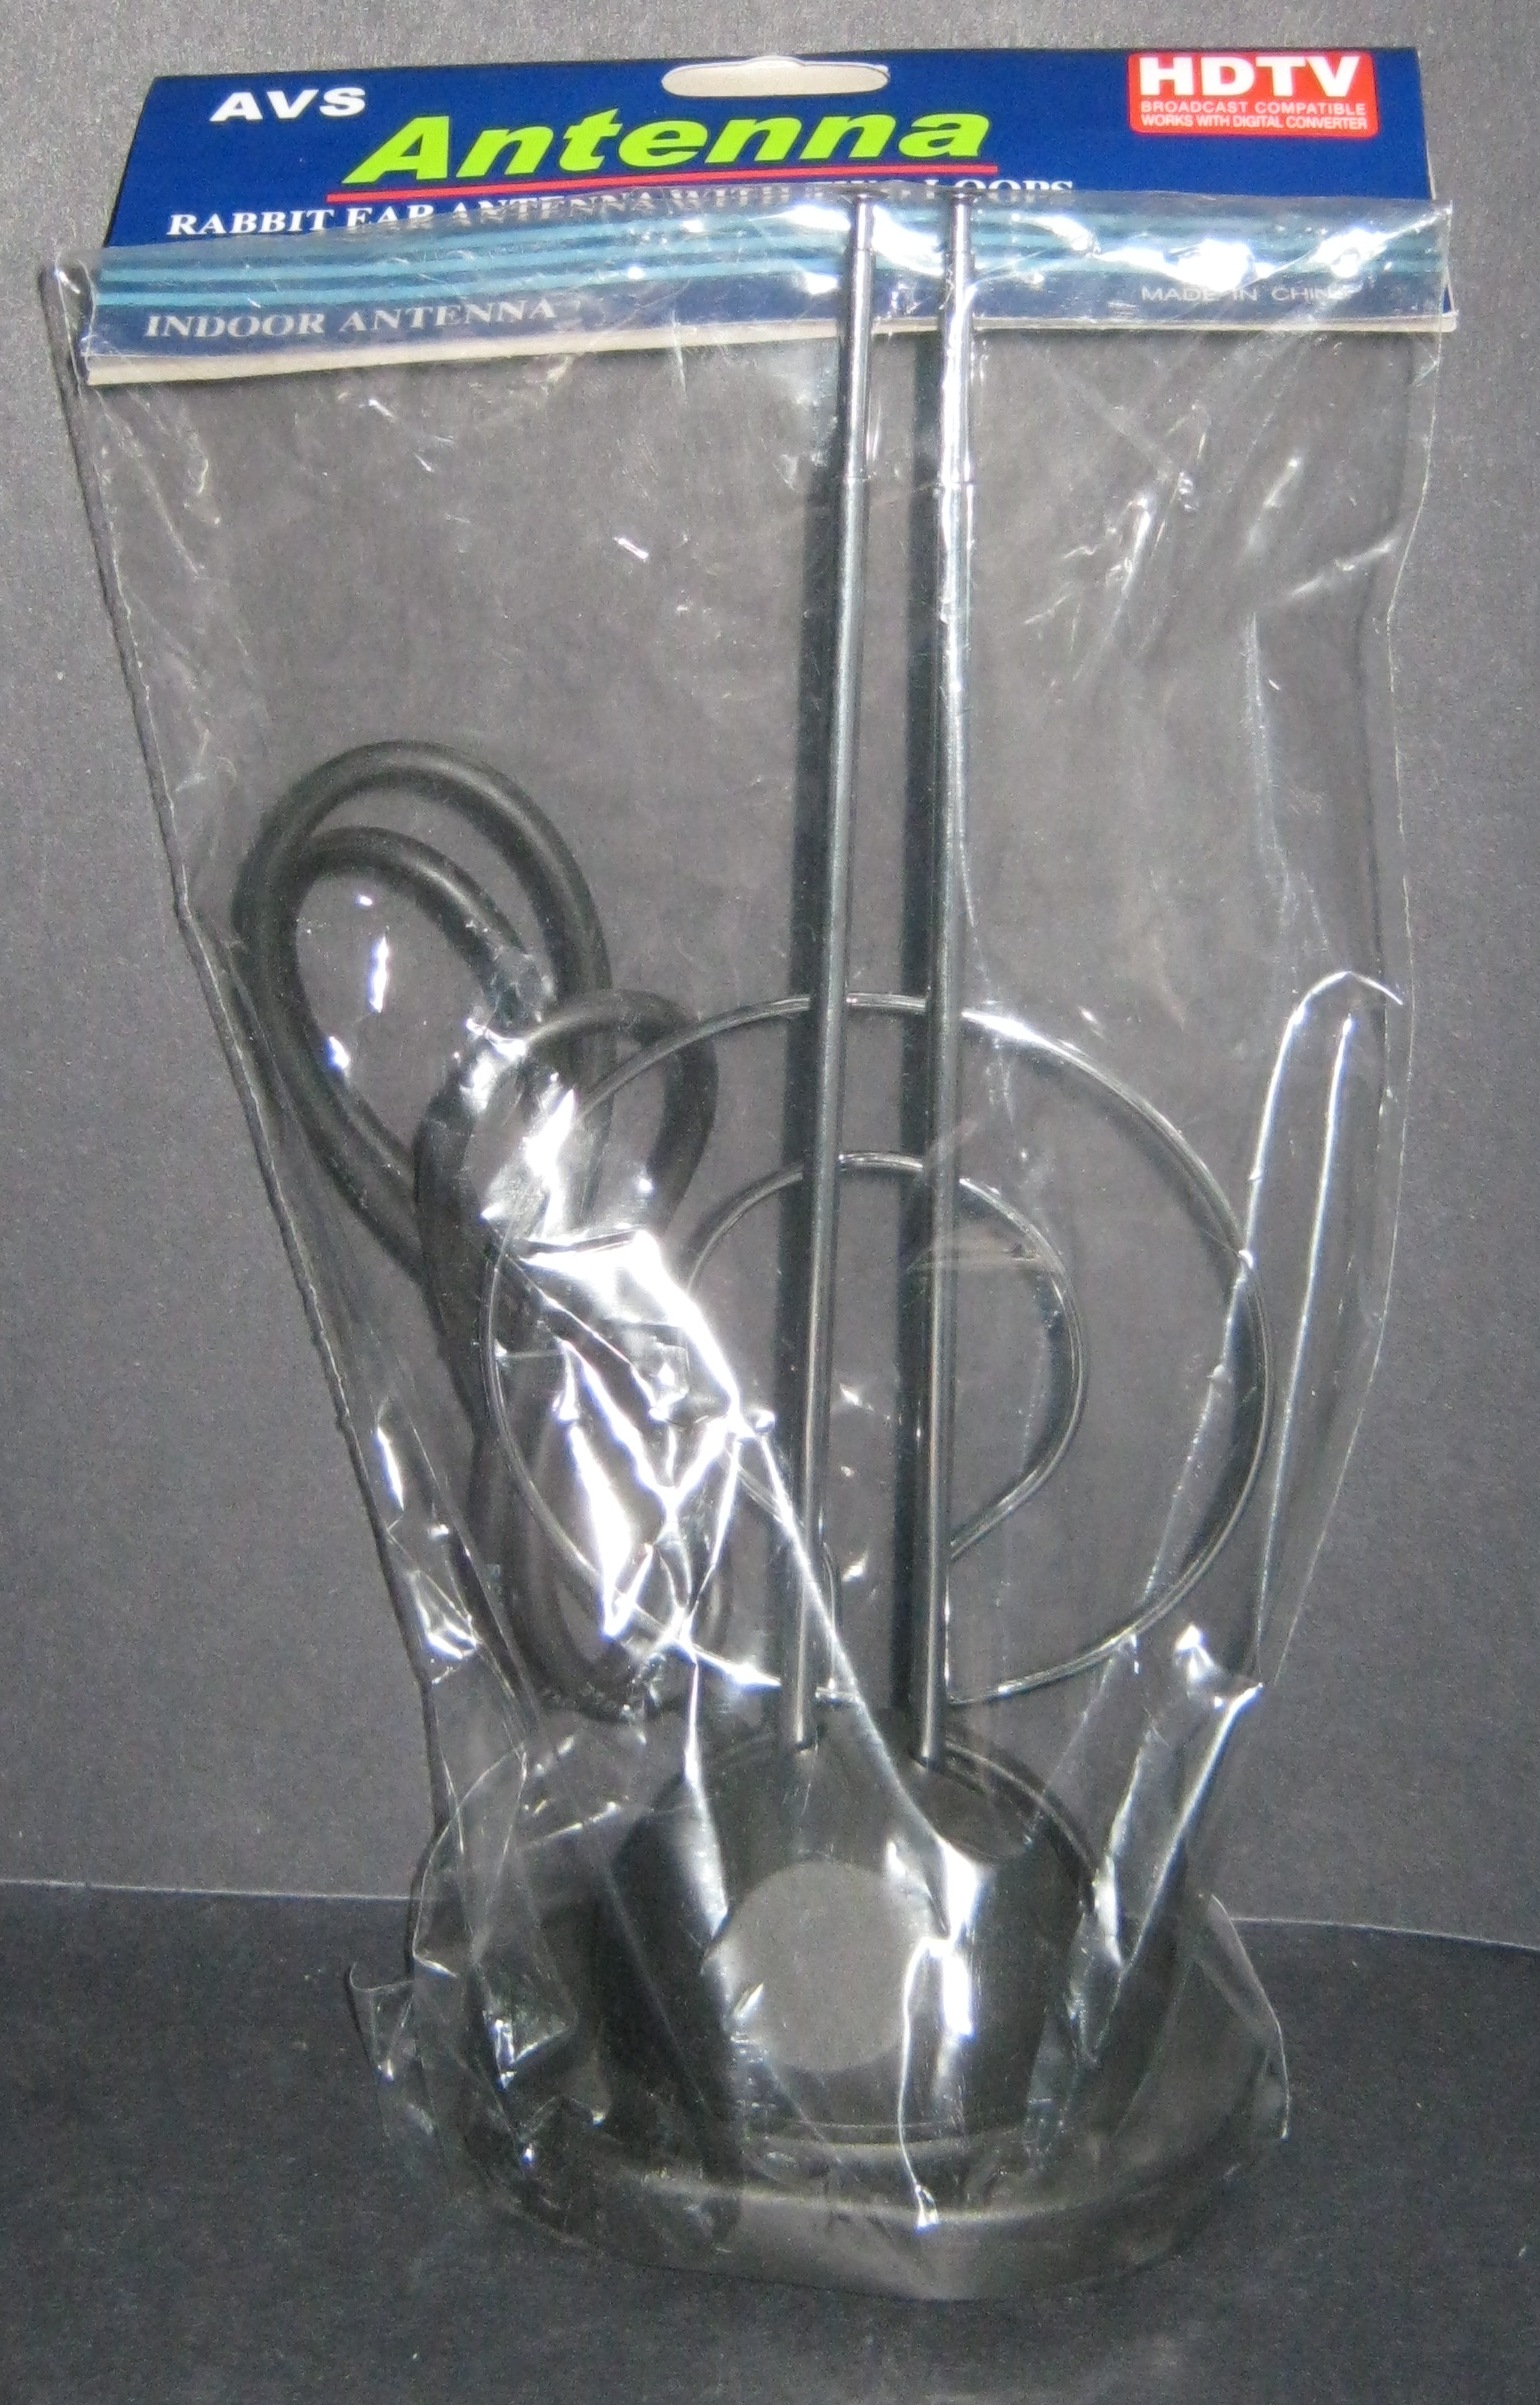 AVS
Antenna
HDTV
BROADCAST COMPATIBLE
WORKS WITH DIGITAL CONVERTER
RABBIT EAR ANTENNA WITH LOOPS
INDOOR ANTENNA
MADE IN CHINA